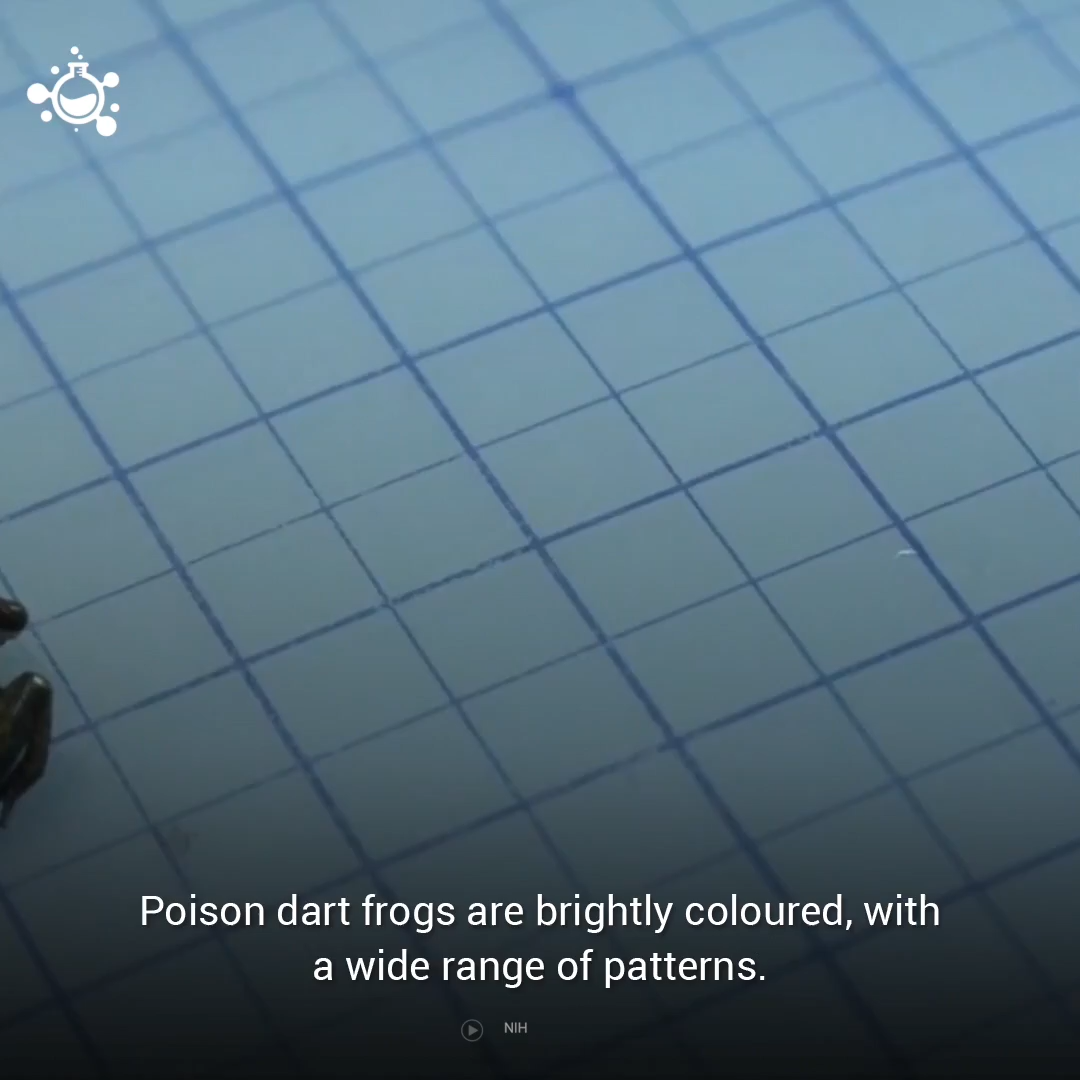 Poison dart frogs are brightly coloured, with
a wide range of patterns.
NIH